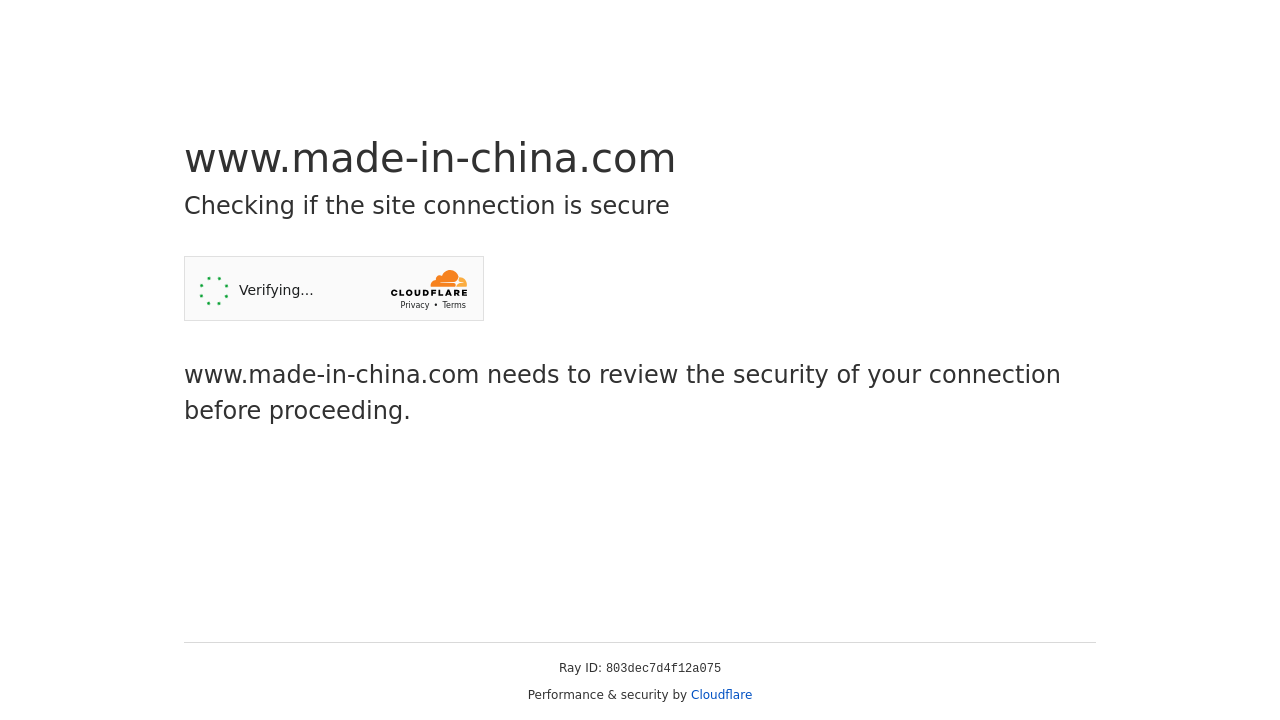 www.made-in-china.com
Checking if the site connection is secure
Verifying...
CLOUDFLARE
Privacy • Terms
www.made-in-china.com needs to review the security of your connection
before proceeding.
Ray ID: 803dec7d4f12a075
Performance & security by Cloudflare